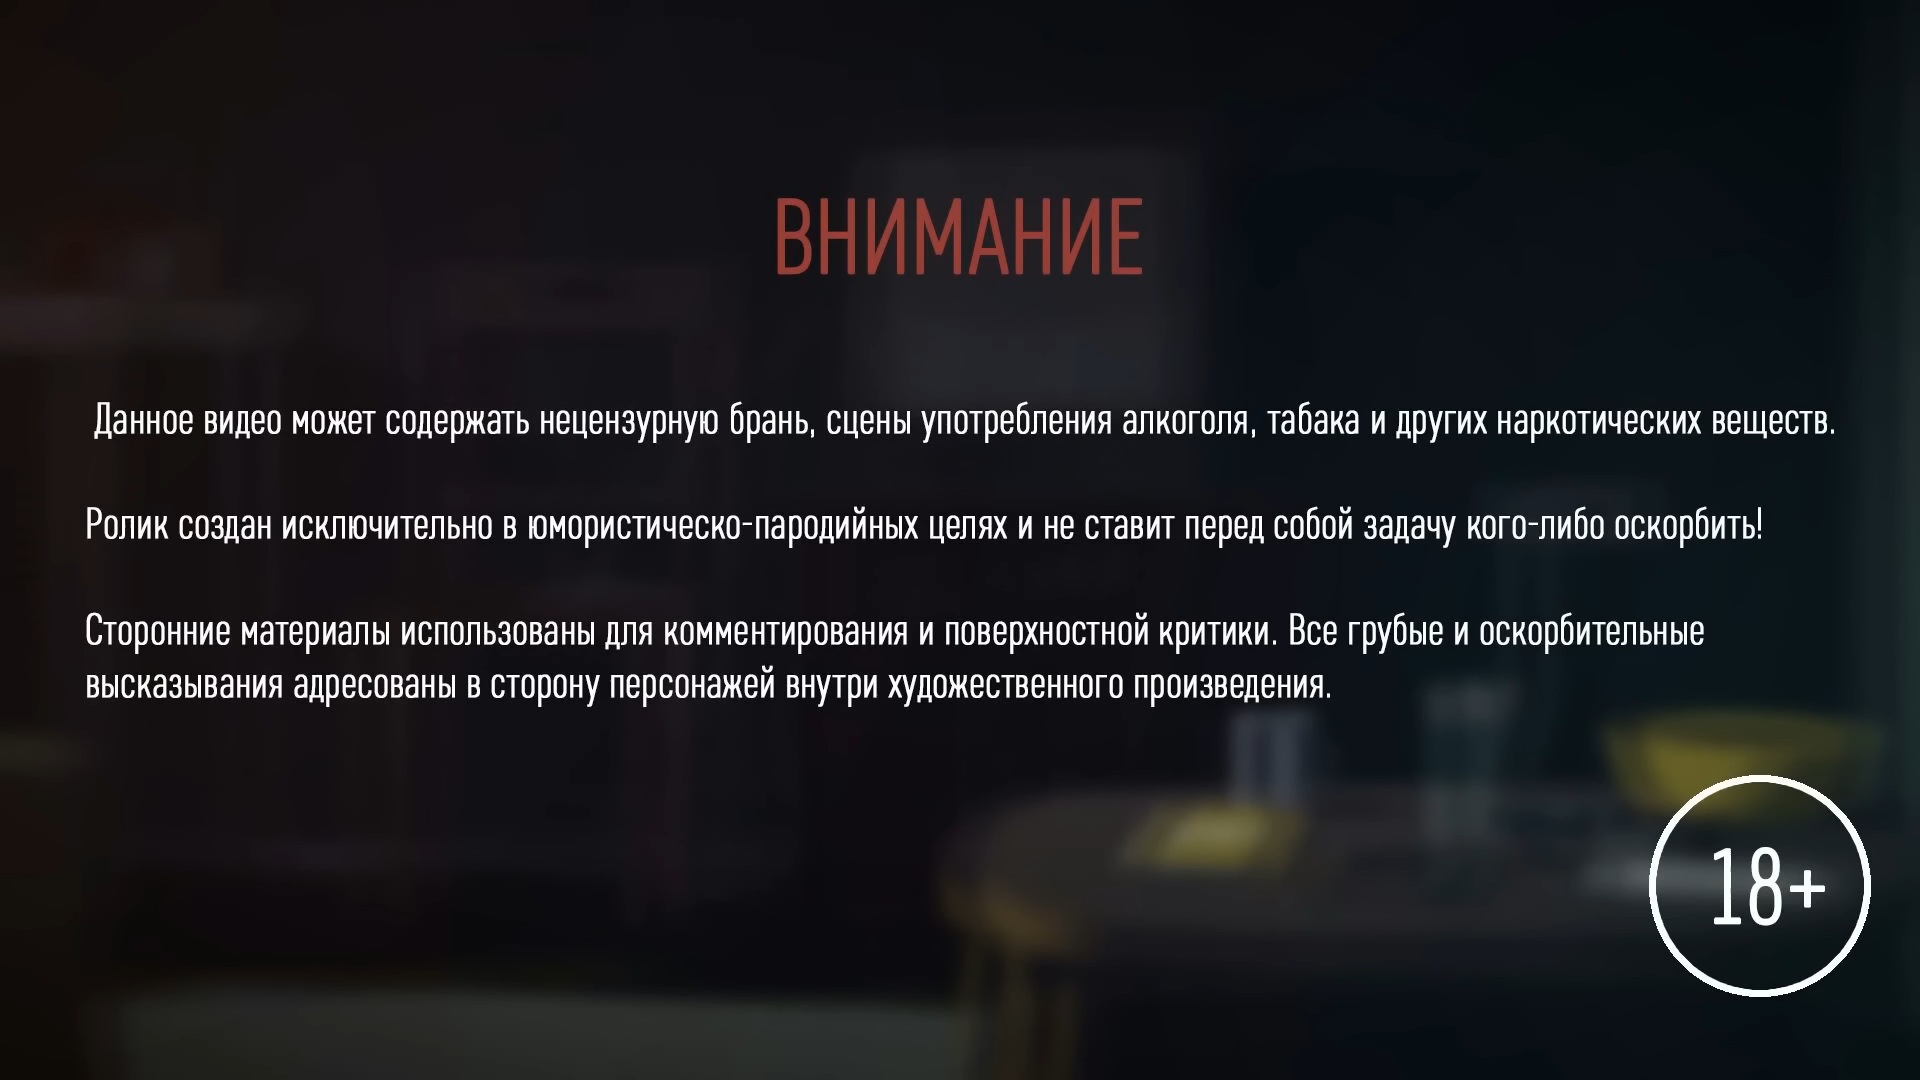 ВНИМАНИЕ
Данное видео может содержать нецензурную брань, сцены употребления алкоголя, табака и других наркотических веществ.
Ролик создан исключительно в юмористическо-пародийных целях и не ставит перед собой задачу кого-либо оскорбить!
Сторонние материалы использованы для комментирования и поверхностной критики. Все грубые и оскорбительные
высказывания адресованы в сторону персонажей внутри художественного произведения.
18+